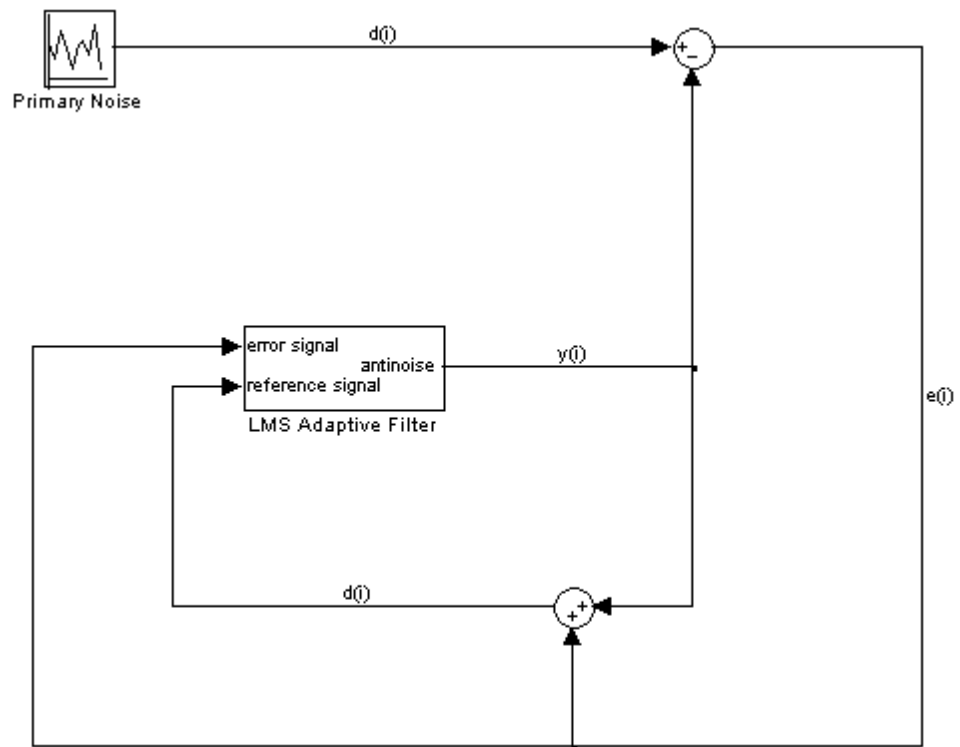 d(i)
+
−
Primary Noise
error signal
antinoise
reference signal
LMS Adaptive Filter
y(i)
e(i)
d(i)
+
+